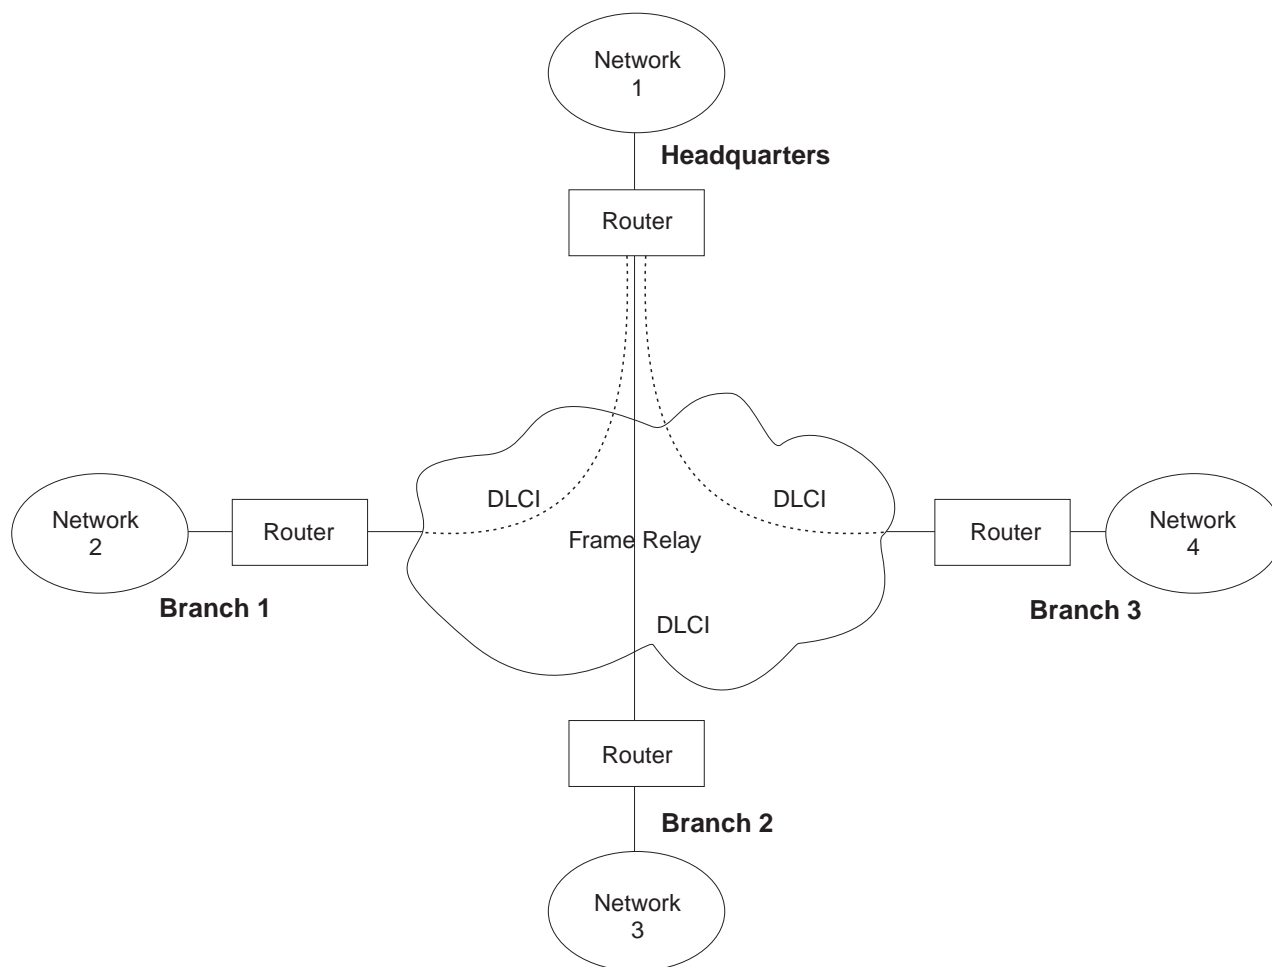 Network
1
Headquarters
Router
DLCI
DLCI
Network
2
Router
Frame Relay
Router
Network
4
Branch 1
Branch 3
DLCI
Router
Branch 2
Network
3